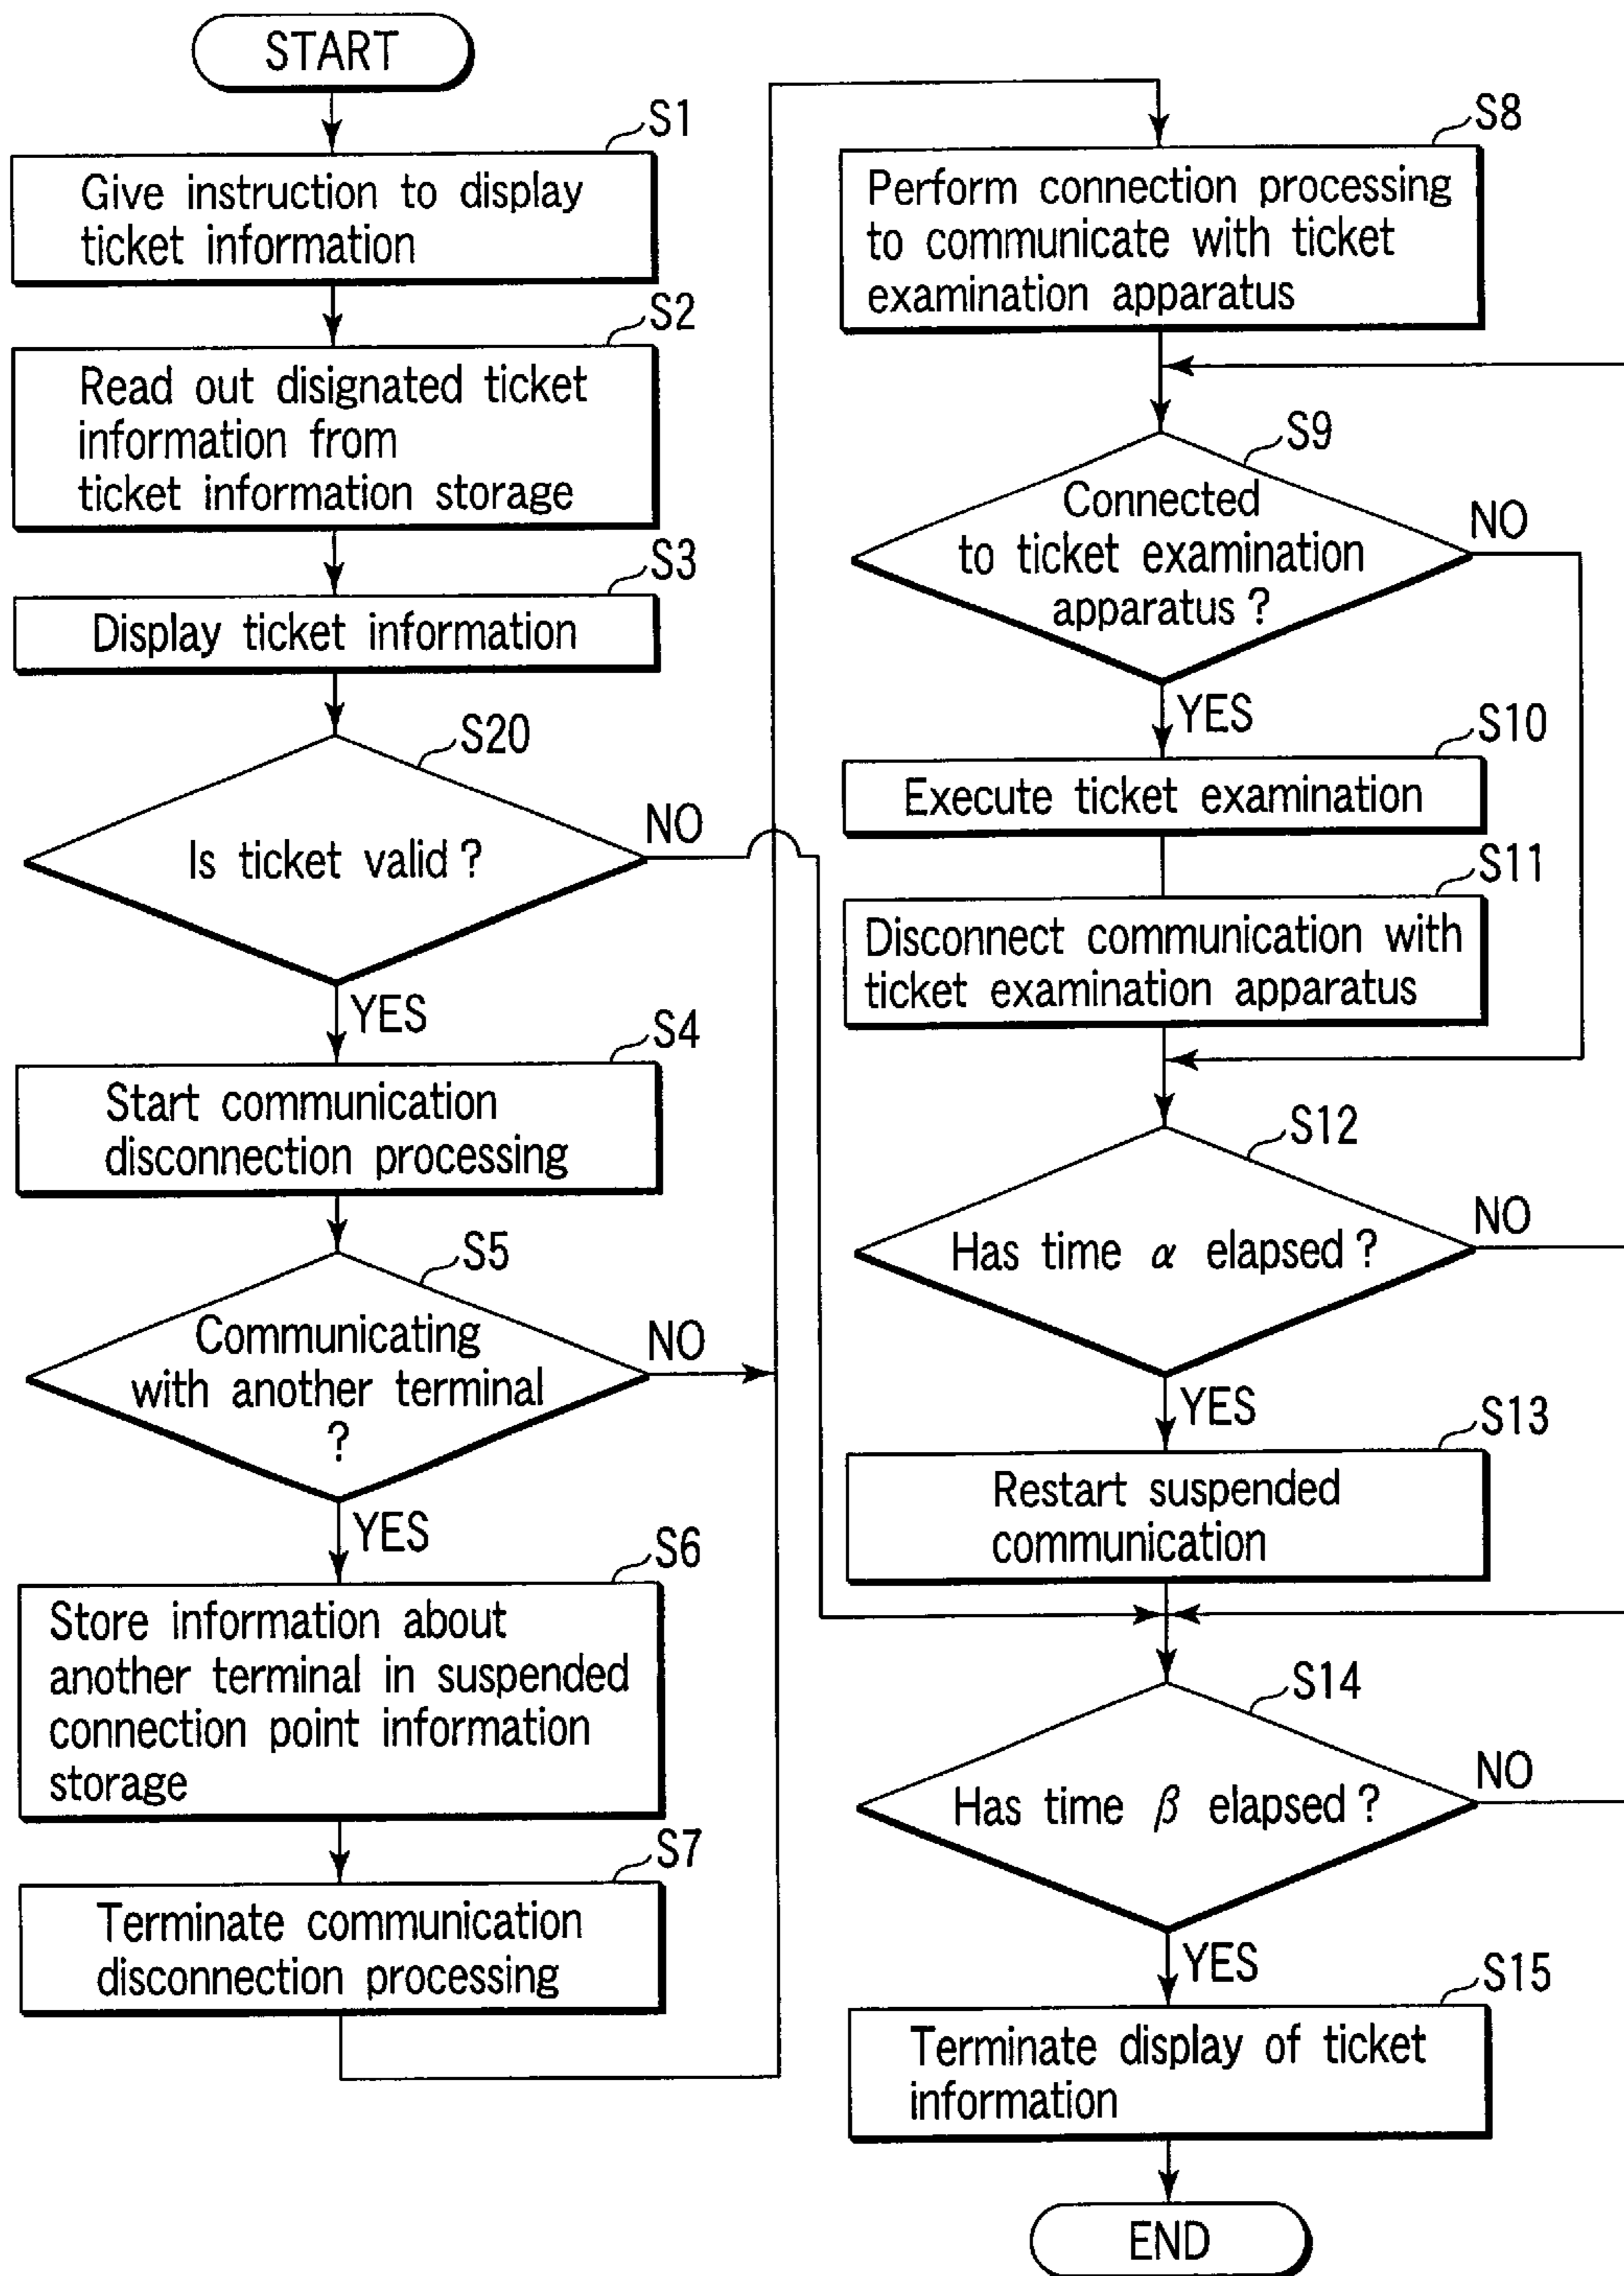 START
S1
Give instruction to display
ticket information
S2
Read out disignated ticket
information from
ticket information storage
S3
Display ticket information
S20
Is ticket valid ?
NO
YES
S4
Start communication
disconnection processing
S5
Communicating
with another terminal
?
NO
YES
S6
Store information about
another terminal in suspended
connection point information
storage
S7
Terminate communication
disconnection processing
S8
Perform connection processing
to communicate with ticket
examination apparatus
S9
Connected
to ticket examination
apparatus ?
NO
YES
S10
Execute ticket examination
S11
Disconnect communication with
ticket examination apparatus
S12
Has time α elapsed ?
NO
YES
S13
Restart suspended
communication
S14
Has time β elapsed ?
NO
YES
S15
Terminate display of ticket
information
END